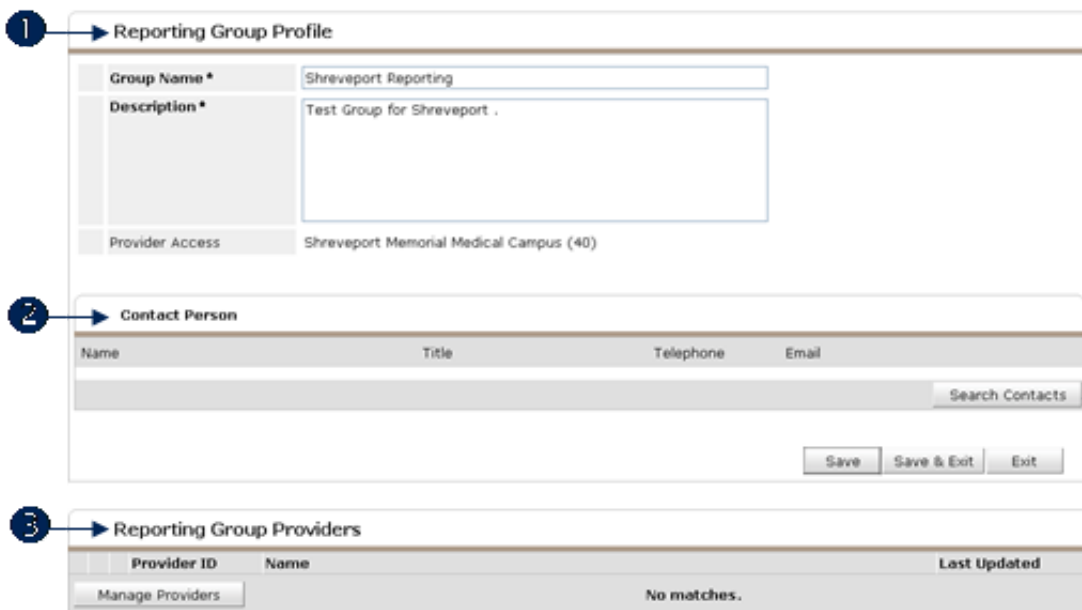 1
Reporting Group Profile
Group Name *
Shreveport Reporting
Description *
Test Group for Shreveport .
Provider Access
Shreveport Memorial Medical Campus (40)
2
Contact Person
Name Title Telephone Email
Search Contacts
Save Save & Exit Exit
3
Reporting Group Providers
Provider ID Name Last Updated
Manage Providers No matches.